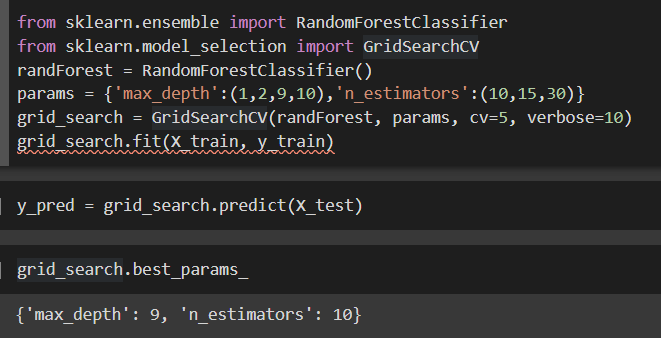 from sklearn.ensemble import RandomForestClassifier
from sklearn.model_selection import GridSearchCV
randForest = RandomForestClassifier()
params = {'max_depth':(1,2,9,10),'n_estimators':(10,15,30)}
grid_search = GridSearchCV(randForest, params, cv=5, verbose=10)
grid_search.fit(X_train, y_train)
y_pred = grid_search.predict(X_test)
grid_search.best_params_
{'max_depth': 9, 'n_estimators': 10}